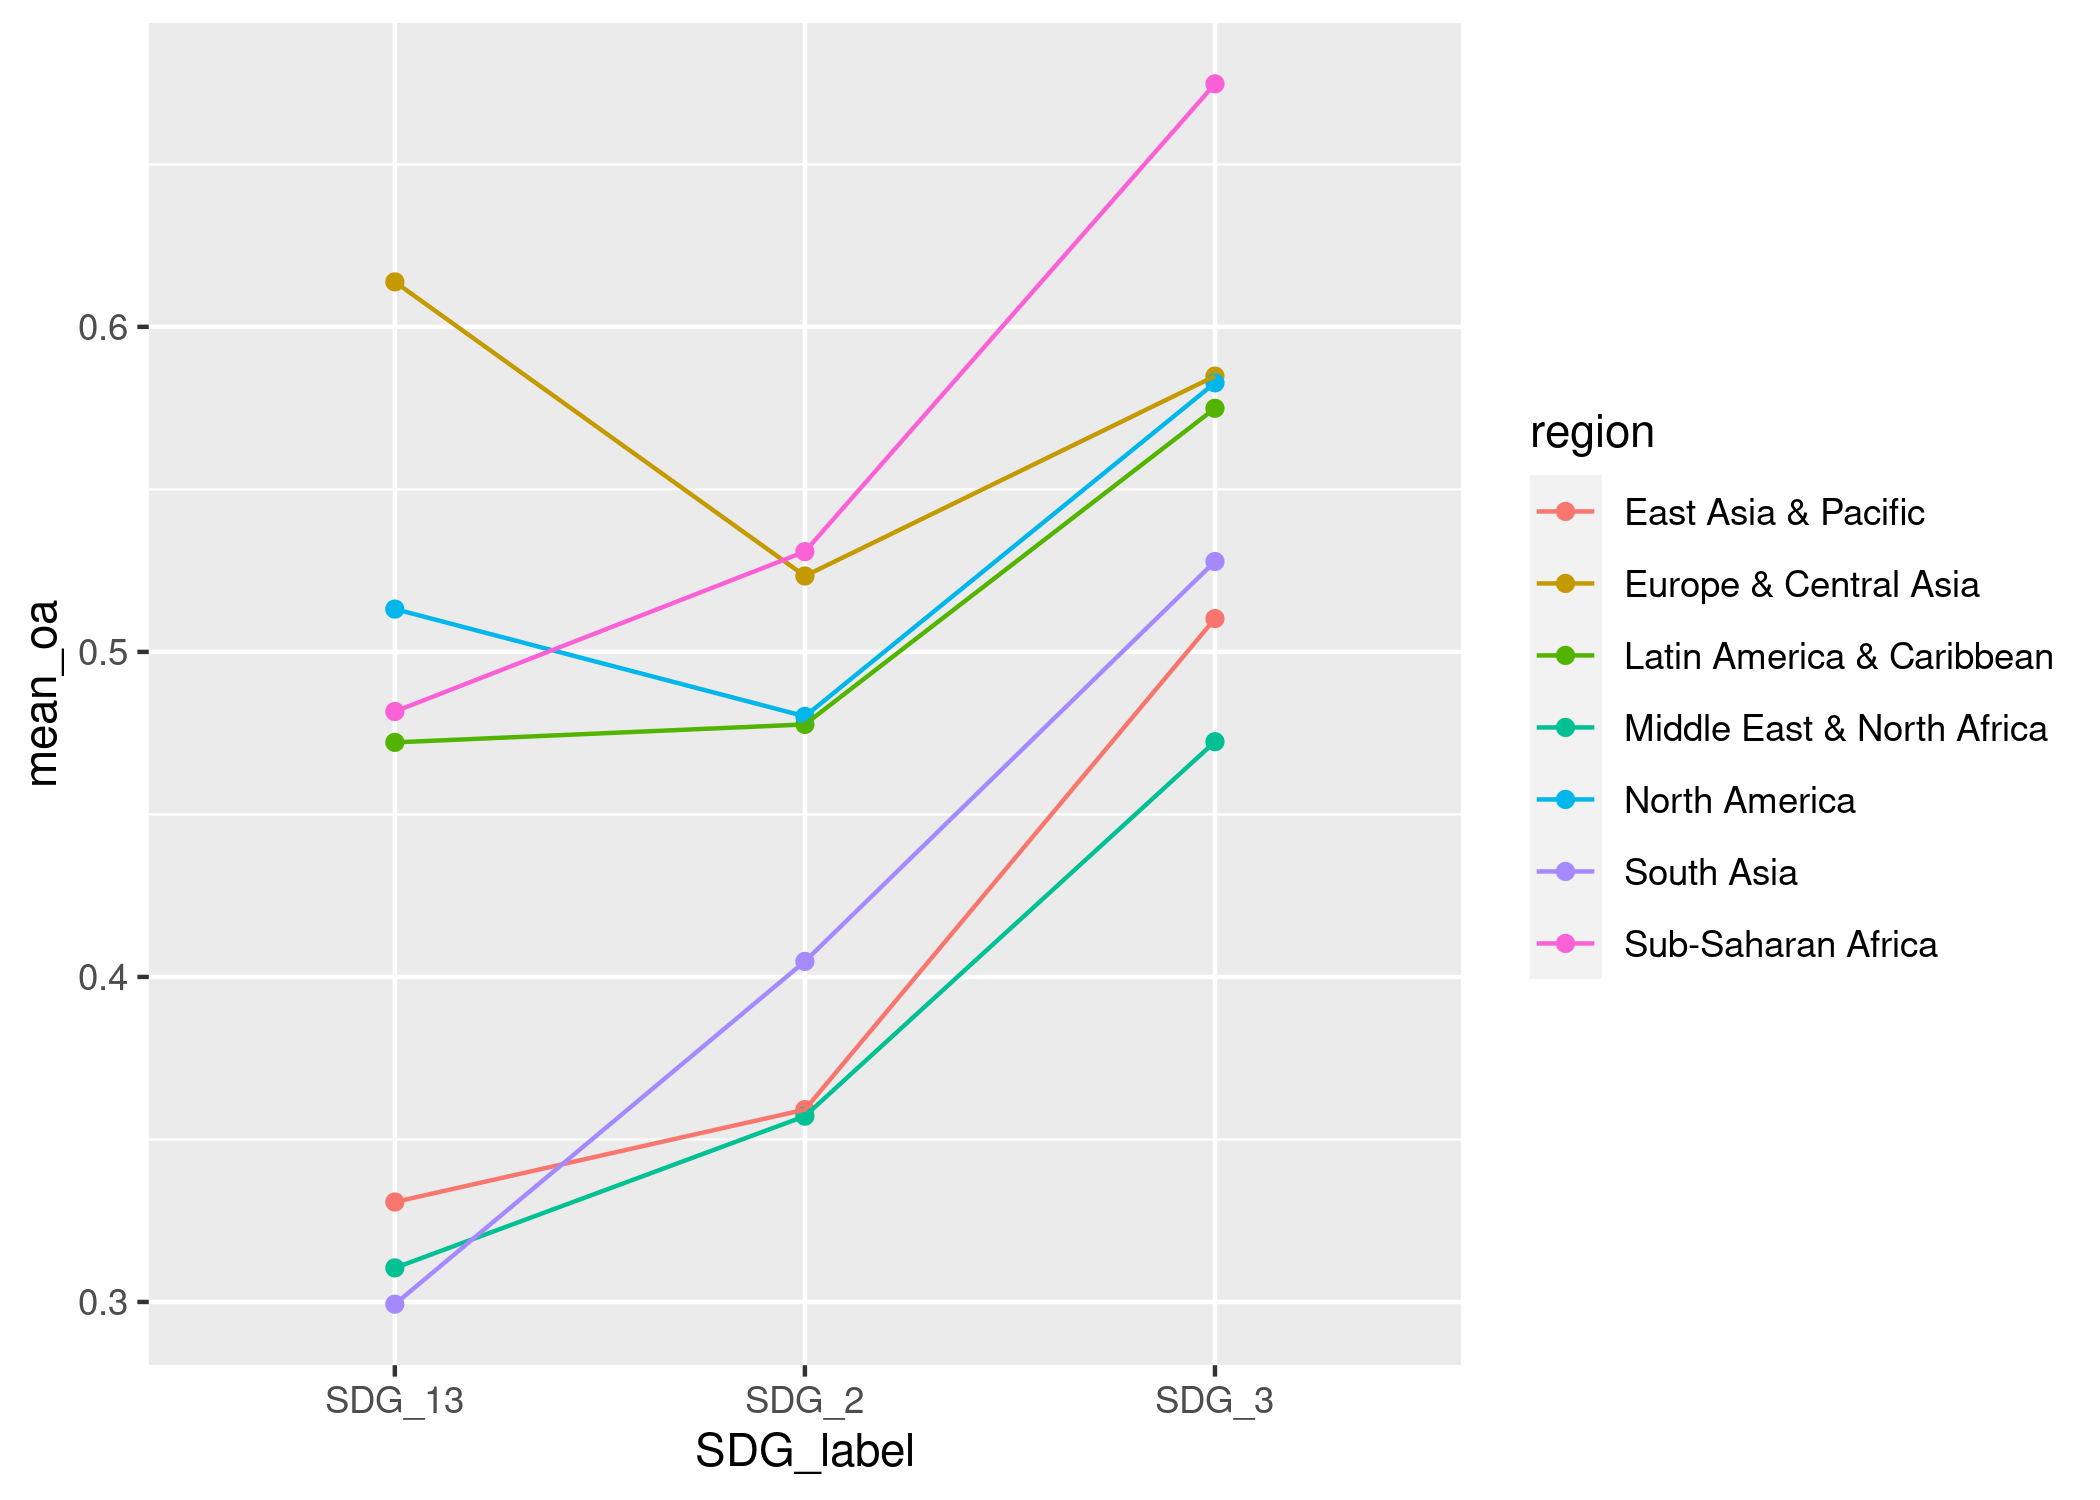 mean_oa
0.6
0.5
0.4
0.3
SDG_13
SDG_2
SDG_3
SDG_label
region
East Asia & Pacific
Europe & Central Asia
Latin America & Caribbean
Middle East & North Africa
North America
South Asia
Sub-Saharan Africa